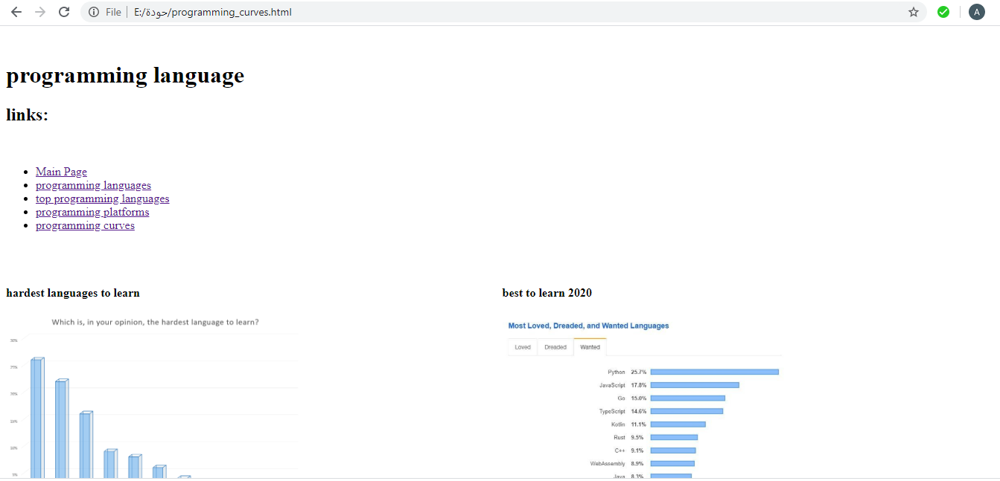 File | E:/حودة/programming_curves.html
A
programming language
links:
Main Page
programming languages
top programming languages
programming platforms
programming curves
hardest languages to learn
Which is, in your opinion, the hardest language to learn?
30%
25%
5%
best to learn 2020
Most Loved, Dreaded, and Wanted Languages
Loved Dreaded Wanted
Python 25.7%
JavaScript 17.8%
Go 15.0%
TypeScript 14.6%
Kotlin 11.1%
Rust 9.5%
C++ 9.1%
WebAssembly 8.9%
Java 8.3%